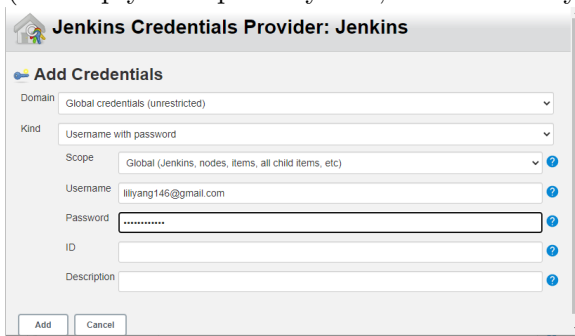 Jenkins Credentials Provider: Jenkins
Add Credentials
Domain
Global credentials (unrestricted)
Kind
Username with password
Scope
Global (Jenkins, nodes, items, all child items, etc)
Username
liliyang146@gmail.com
Password
••••••••••••
ID
Description
Add Cancel